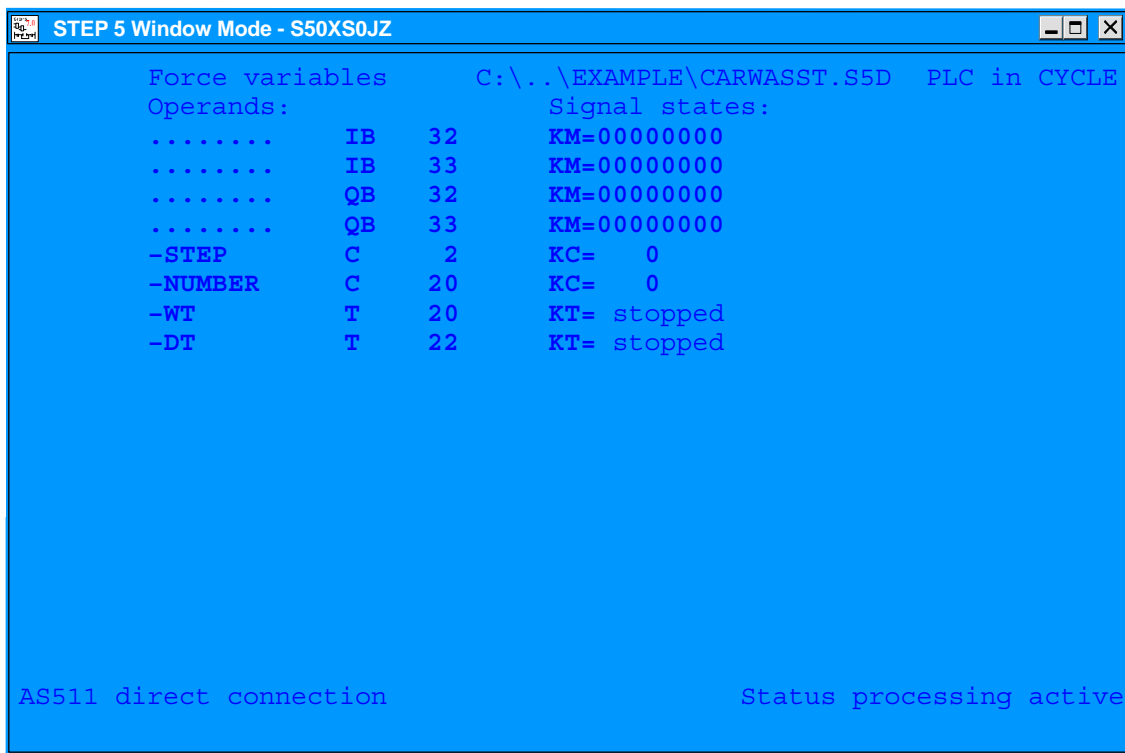 STEP 5 Window Mode - S50XS0JZ
Force variables C:\..\EXAMPLE\CARWASST.S5D PLC in CYCLE
Operands: Signal states:
........ IB 32 KM=00000000
........ IB 33 KM=00000000
........ QB 32 KM=00000000
........ QB 33 KM=00000000
-STEP C 2 KC= 0
-NUMBER C 20 KC= 0
-WT T 20 KT= stopped
-DT T 22 KT= stopped
AS511 direct connection Status processing active